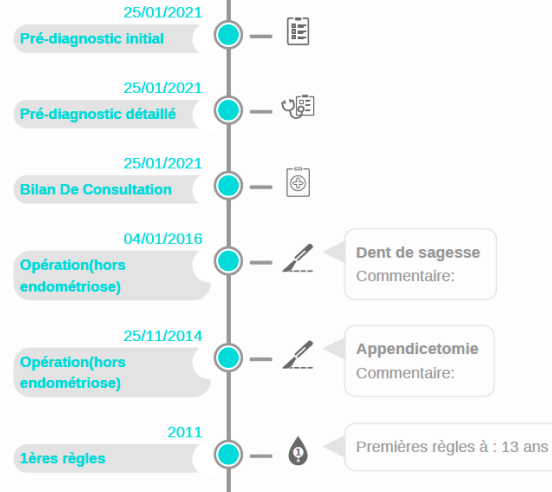 25/01/2021
Pré-diagnostic initial
25/01/2021
Pré-diagnostic détaillé
25/01/2021
Bilan De Consultation
04/01/2016
Opération(hors
endométriose)
Dent de sagesse
Commentaire:
25/11/2014
Opération(hors
endométriose)
Appendicetomie
Commentaire:
2011
1ères règles
1
Premières règles à : 13 ans